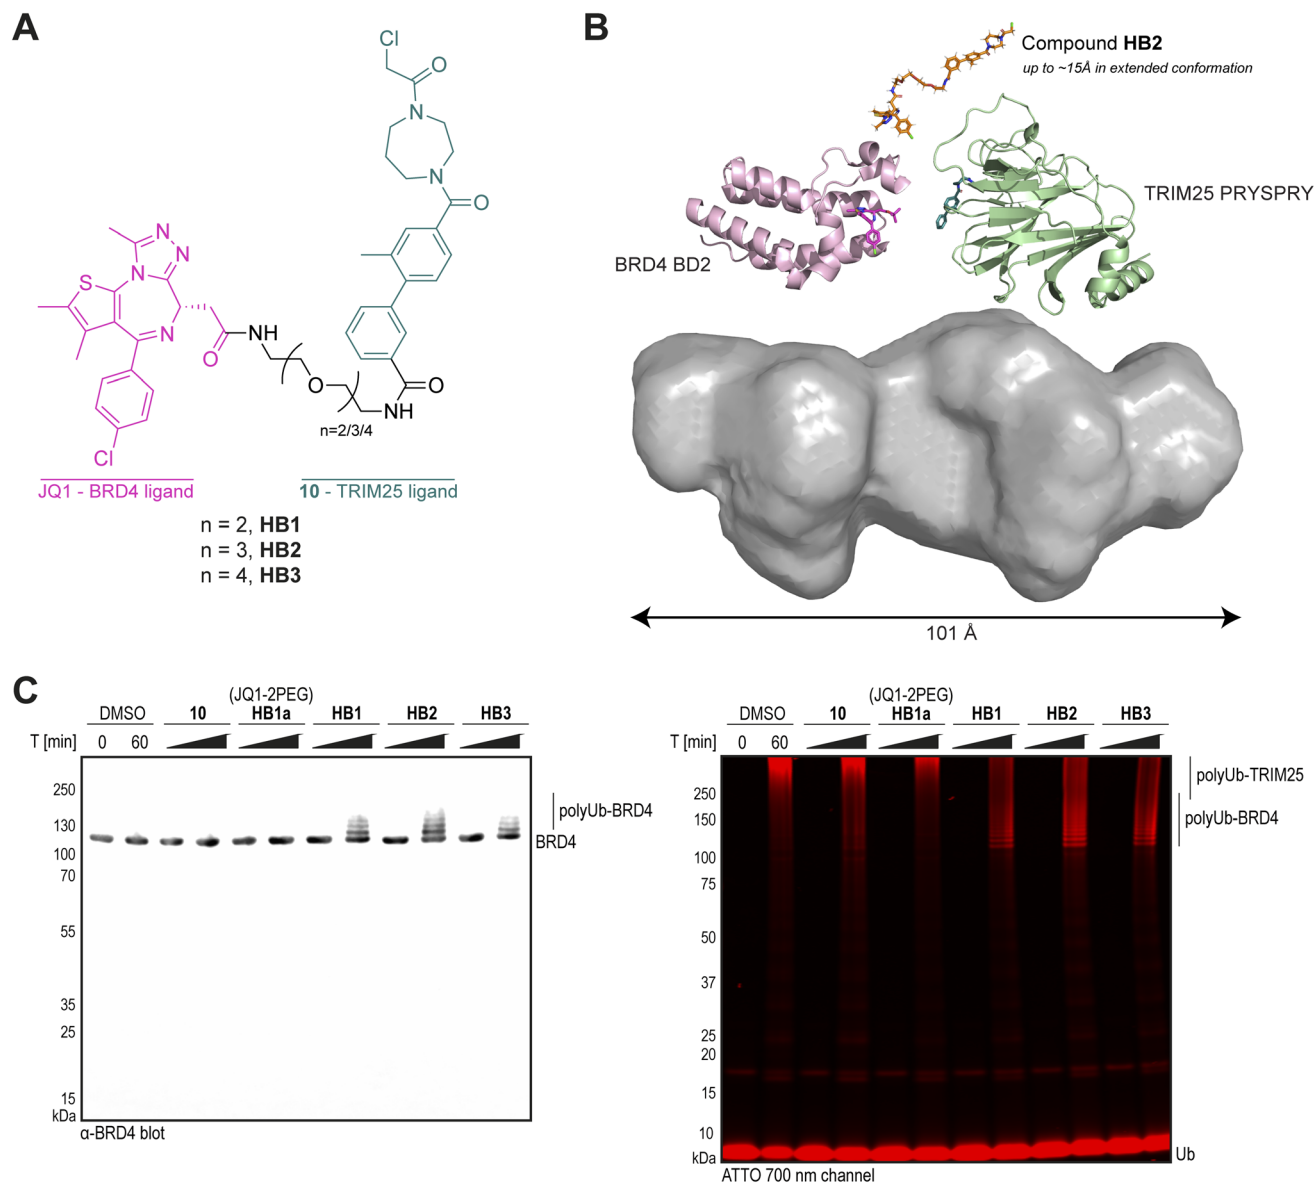 A
Cl
O
N
N
O
N
N
N
S
N
NH
O
O
O
NH
n=2/3/4
Cl
JQ1 - BRD4 ligand
10 - TRIM25 ligand
n = 2, HB1
n = 3, HB2
n = 4, HB3
B
Compound HB2
up to ~15Å in extended conformation
TRIM25 PRYSPRY
BRD4 BD2
101 Å
C
(JQ1-2PEG)
DMSO 10 HB1a HB1 HB2 HB3
T [min] 0 60
250
130
100
70
55
35
25
15
kDa
polyUb-BRD4
BRD4
α-BRD4 blot
(JQ1-2PEG)
DMSO 10 HB1a HB1 HB2 HB3
T [min] 0 60
250
150
100
75
50
37
25
20
15
10
kDa
polyUb-TRIM25
polyUb-BRD4
Ub
ATTO 700 nm channel